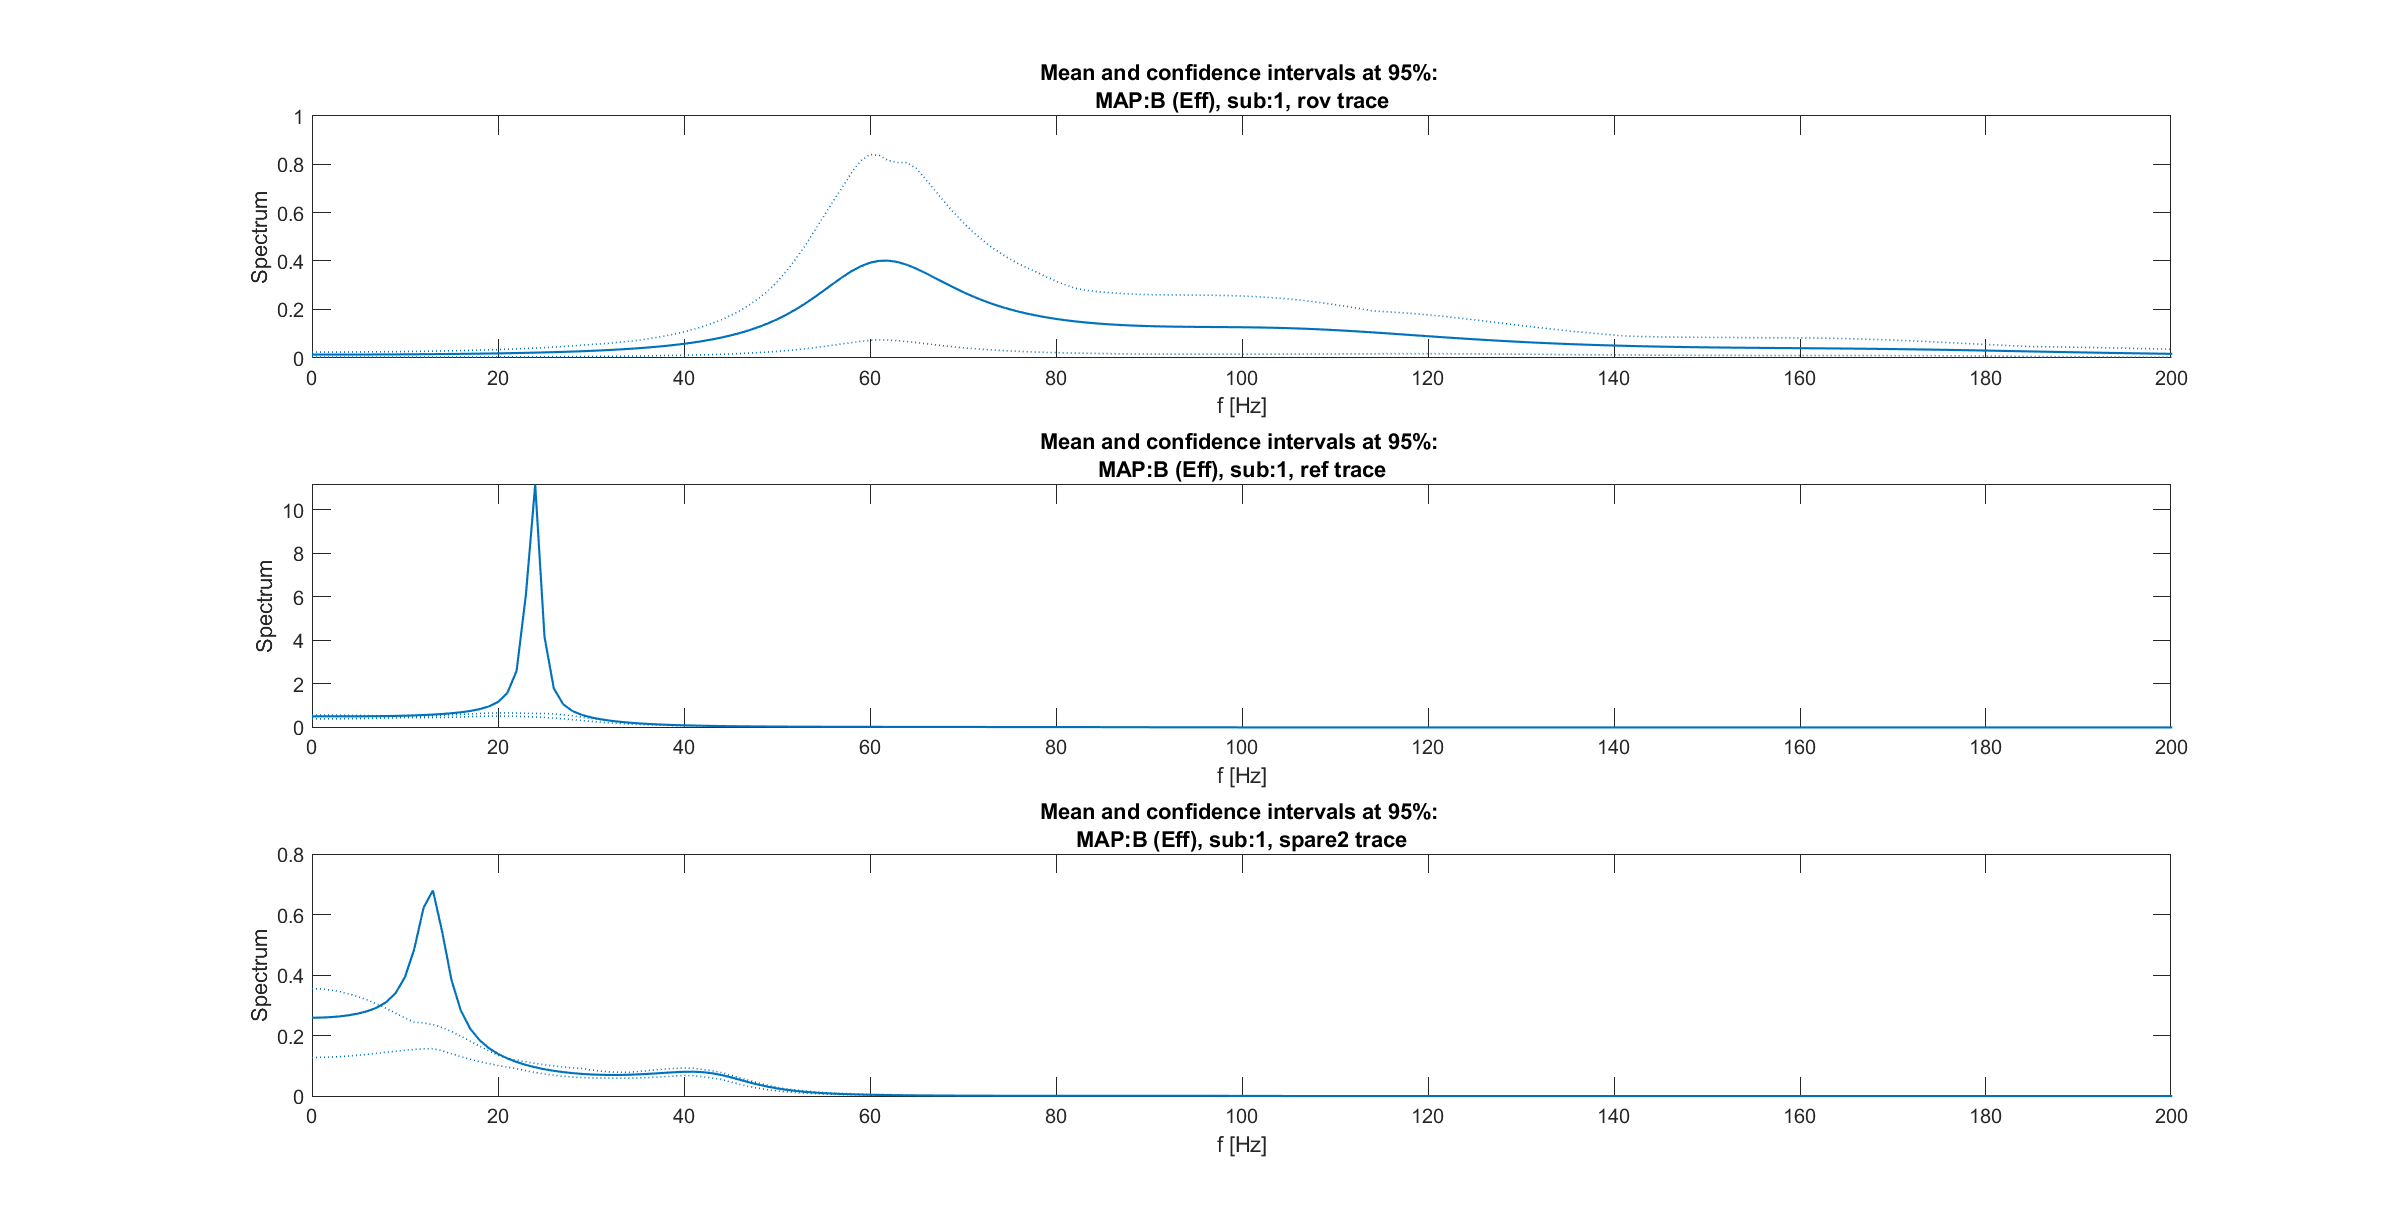 Mean and confidence intervals at 95%:
MAP:B (Eff), sub:1, rov trace
1
0.8
0.6
0.4
0.2
0
Spectrum
0 20 40 60 80 100 120 140 160 180 200
f [Hz]
Mean and confidence intervals at 95%:
MAP:B (Eff), sub:1, ref trace
10
8
6
4
2
0
Spectrum
0 20 40 60 80 100 120 140 160 180 200
f [Hz]
Mean and confidence intervals at 95%:
MAP:B (Eff), sub:1, spare2 trace
0.8
0.6
0.4
0.2
0
Spectrum
0 20 40 60 80 100 120 140 160 180 200
f [Hz]